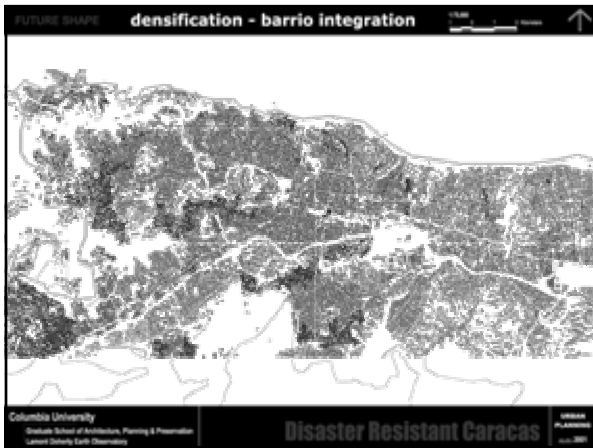 FUTURE SHAPE
densification - barrio integration
Columbia University
Graduate School of Architecture, Planning & Preservation
Lamont Doherty Earth Observatory
Disaster Resistant Caracas
URBAN
PLANNING
2001